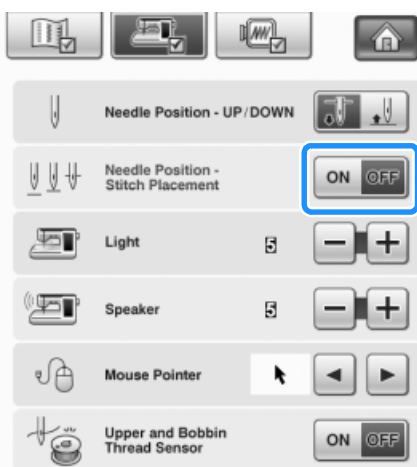 Needle Position - UP/DOWN
Needle Position -
Stitch Placement
ON OFF
Light 5
Speaker 5
Mouse Pointer
Upper and Bobbin
Thread Sensor
ON OFF